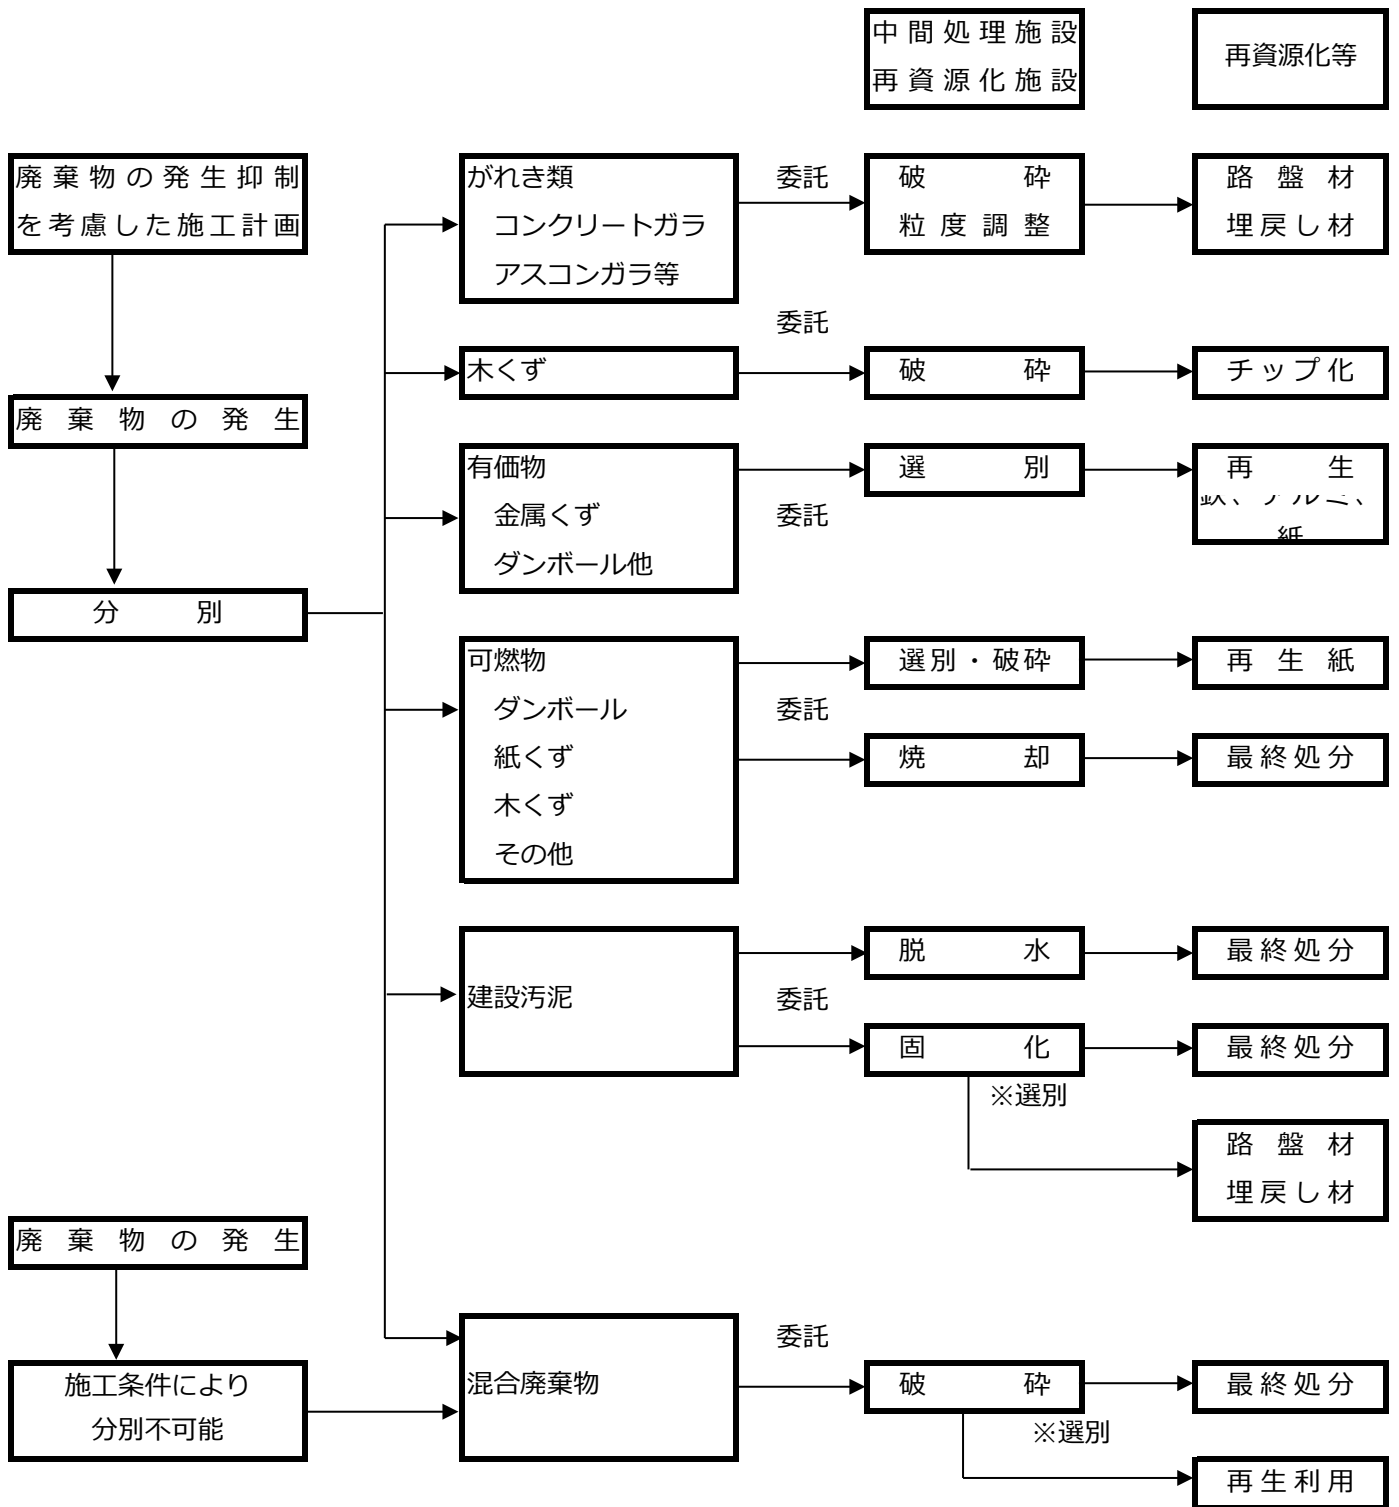 中間処理施設
再資源化施設
再資源化等
廃棄物の発生抑制
を考慮した施工計画
がれき類
コンクリートガラ
アスコンガラ等
委託
破砕
粒度調整
路盤材
埋戻し材
委託
木くず
破砕
チップ化
廃棄物の発生
有価物
金属くず
ダンボール他
委託
選別
再生
鉄、アルミ、
紙
分別
可燃物
ダンボール
紙くず
木くず
その他
委託
選別・破砕
再生紙
焼却
最終処分
建設汚泥
委託
脱水
最終処分
固化
最終処分
※選別
路盤材
埋戻し材
廃棄物の発生
施工条件により
分別不可能
混合廃棄物
委託
破砕
最終処分
※選別
再生利用